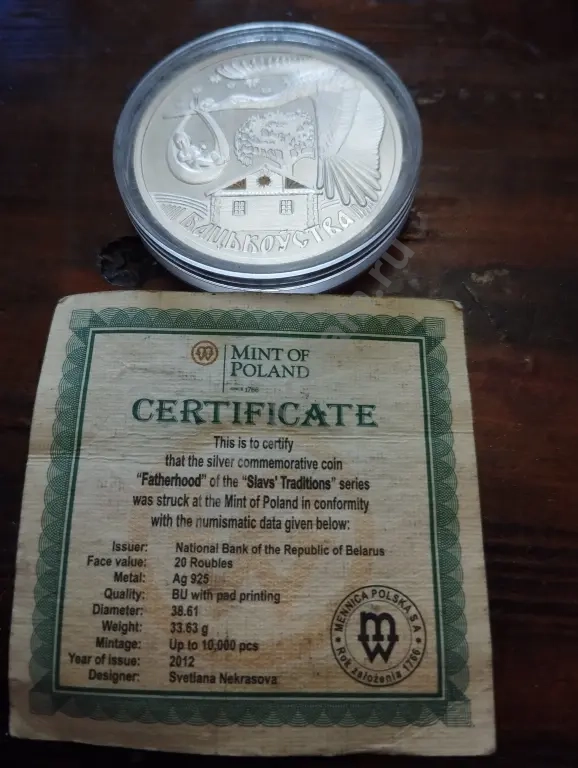 БАЦЬКОЎСТВА
MINT OF
POLAND
SINCE 1766
CERTIFICATE
This is to certify
that the silver commemorative coin
"Fatherhood" of the "Slavs' Traditions" series
was struck at the Mint of Poland in conformity
with the numismatic data given below:
Issuer: National Bank of the Republic of Belarus
Face value: 20 Roubles
Metal: Ag 925
Quality: BU with pad printing
Diameter: 38.61
Weight: 33.63 g
Mintage: Up to 10,000 pcs
Year of issue: 2012
Designer: Svetlana Nekrasova
MENNICA POLSKA S.A.
mw
Rok założenia 1766